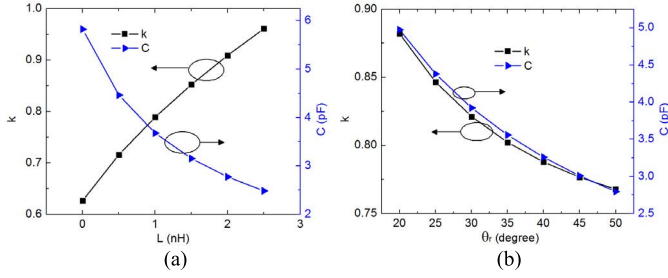 1.0
0.9
0.8
0.7
0.6
k
k
C
6
5
4
3
2
C (pF)
0 1 2 3
L (nH)
(a)
0.90
0.85
0.80
0.75
k
k
C
5.0
4.5
4.0
3.5
3.0
2.5
C (pF)
20 25 30 35 40 45 50
θr (degree)
(b)